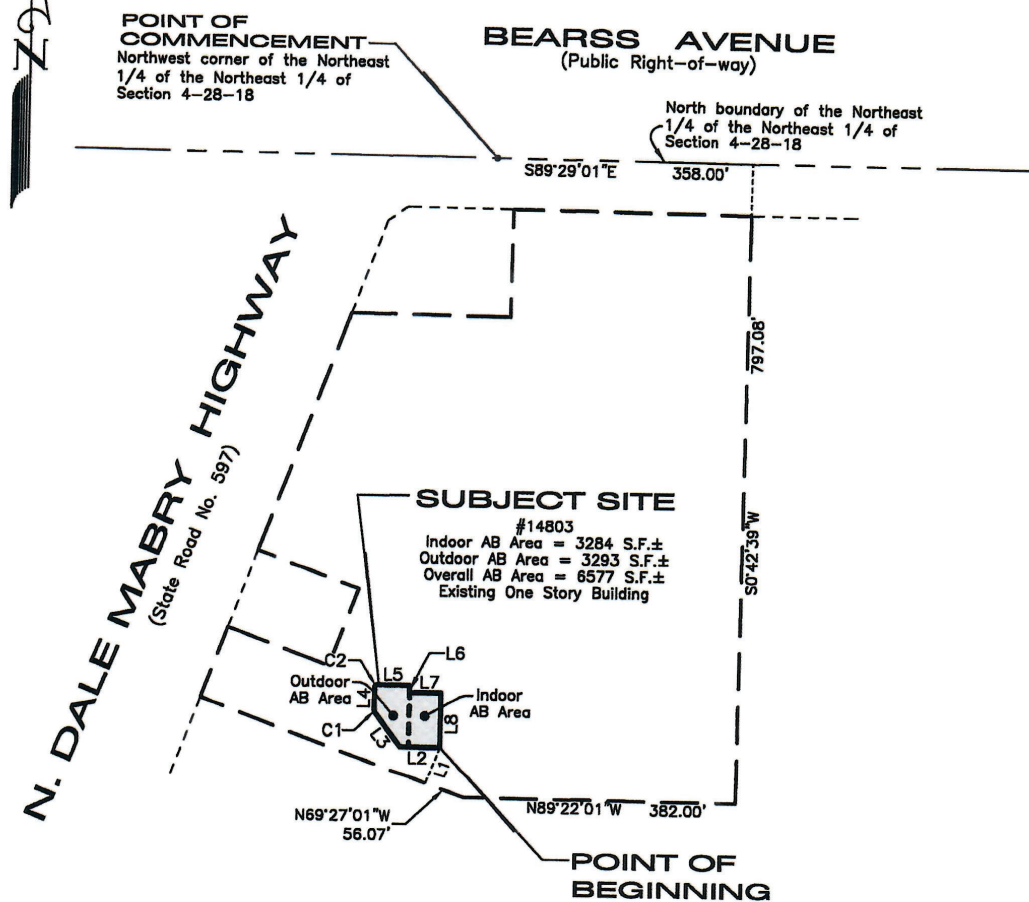 N
POINT OF
COMMENCEMENT
Northwest corner of the Northeast
1/4 of the Northeast 1/4 of
Section 4-28-18
BEARSS AVENUE
(Public Right-of-way)
North boundary of the Northeast
1/4 of the Northeast 1/4 of
Section 4-28-18
S89°29'01"E 358.00'
N. DALE MABRY HIGHWAY
(State Road No. 597)
797.08'
S0°42'39"W
SUBJECT SITE
#14803
Indoor AB Area = 3284 S.F.±
Outdoor AB Area = 3293 S.F.±
Overall AB Area = 6577 S.F.±
Existing One Story Building
C2
L5
L6
L7
Outdoor
AB Area
L4
Indoor
AB Area
L8
C1
L3
L2
L1
N69°27'01"W
56.07'
N89°22'01"W 382.00'
POINT OF
BEGINNING